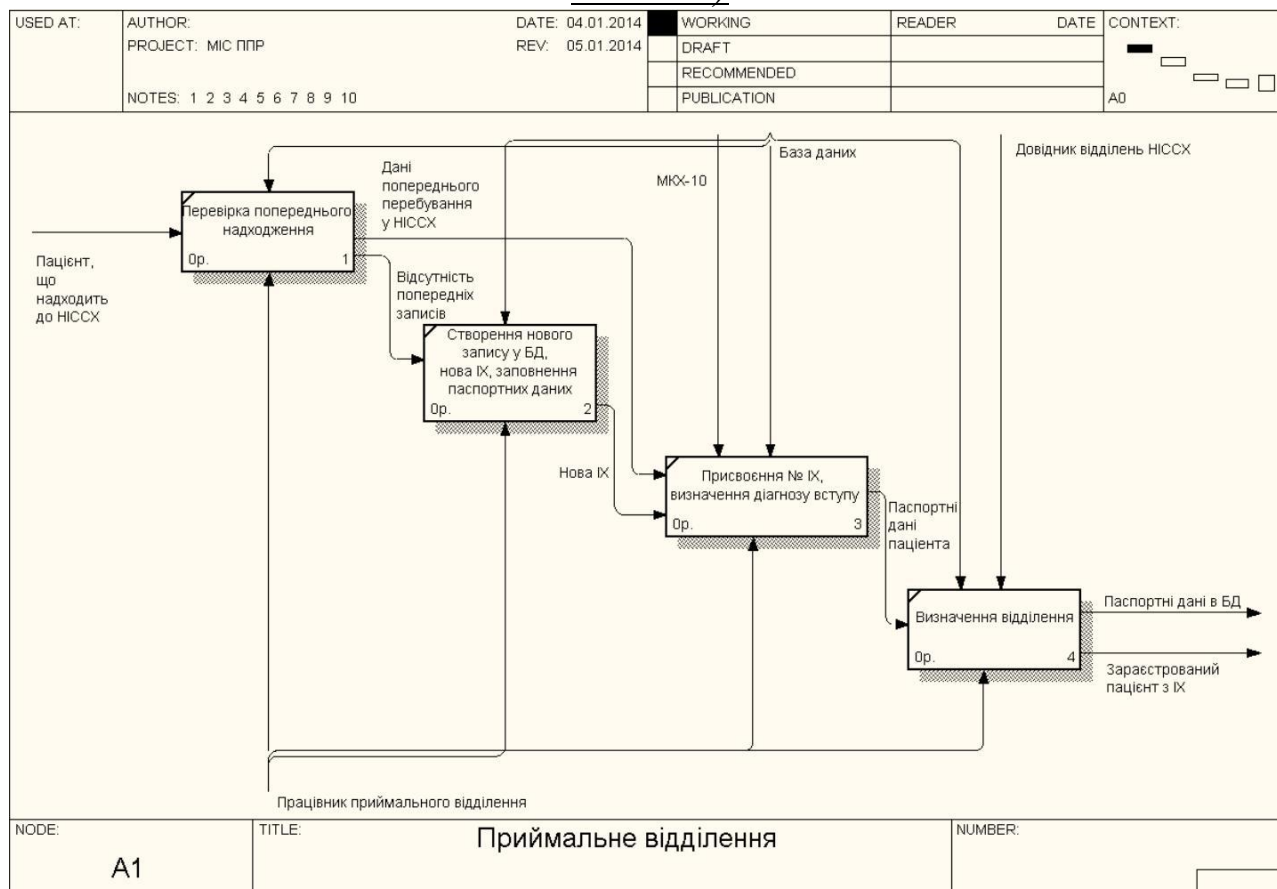 USED AT:
AUTHOR:
DATE: 04.01.2014
PROJECT: МІС ППР
REV: 05.01.2014
NOTES: 1 2 3 4 5 6 7 8 9 10
WORKING
DRAFT
RECOMMENDED
PUBLICATION
READER
DATE
CONTEXT:
A0
База даних
Довідник відділень НІССХ
МКХ-10
Дані
попереднього
перебування
у НІССХ
Перевірка попереднього
надходження
0р.
1
Пацієнт,
що
надходить
до НІССХ
Відсутність
попередніх
записів
Створення нового
запису у БД,
нова ІХ, заповнення
паспортних даних
0р.
2
Нова ІХ
Присвоєння № ІХ,
визначення діагнозу вступу
0р.
3
Паспортні
дані
пацієнта
Визначення відділення
0р.
4
Паспортні дані в БД
Зараєстрований
пацієнт з ІХ
Працівник приймального відділення
NODE:
A1
TITLE:
Приймальне відділення
NUMBER: